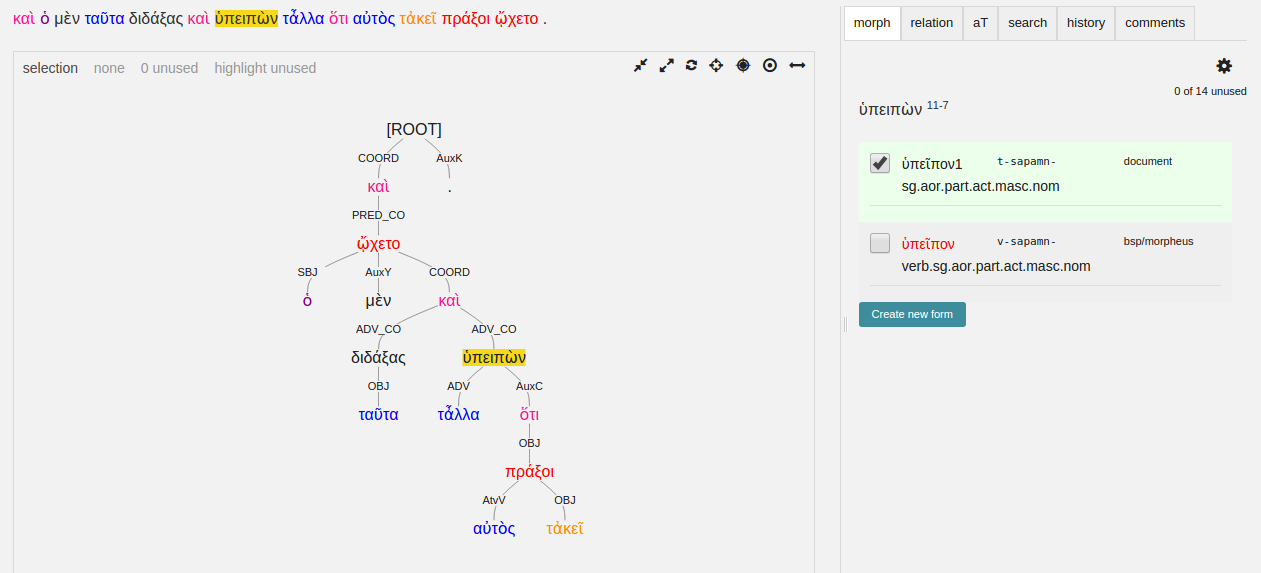 καὶ ὁ μὲν ταῦτα διδάξας καὶ ὑπειπὼν τἆλλα ὅτι αὐτὸς τἀκεῖ πράξοι ᾤχετο .
morph relation aT search history comments
selection none 0 unused highlight unused
0 of 14 unused
ὑπειπὼν 11-7
[ROOT]
COORD AuxK
καὶ .
PRED_CO
ᾤχετο
SBJ AuxY COORD
ὁ μὲν καὶ
ADV_CO ADV_CO
διδάξας ὑπειπὼν
OBJ ADV AuxC
ταῦτα τἆλλα ὅτι
OBJ
πράξοι
AtvV OBJ
αὐτὸς τἀκεῖ
ὑπεῖπον1 t-sapamn- document
sg.aor.part.act.masc.nom
ὑπεῖπον v-sapamn- bsp/morpheus
verb.sg.aor.part.act.masc.nom
Create new form